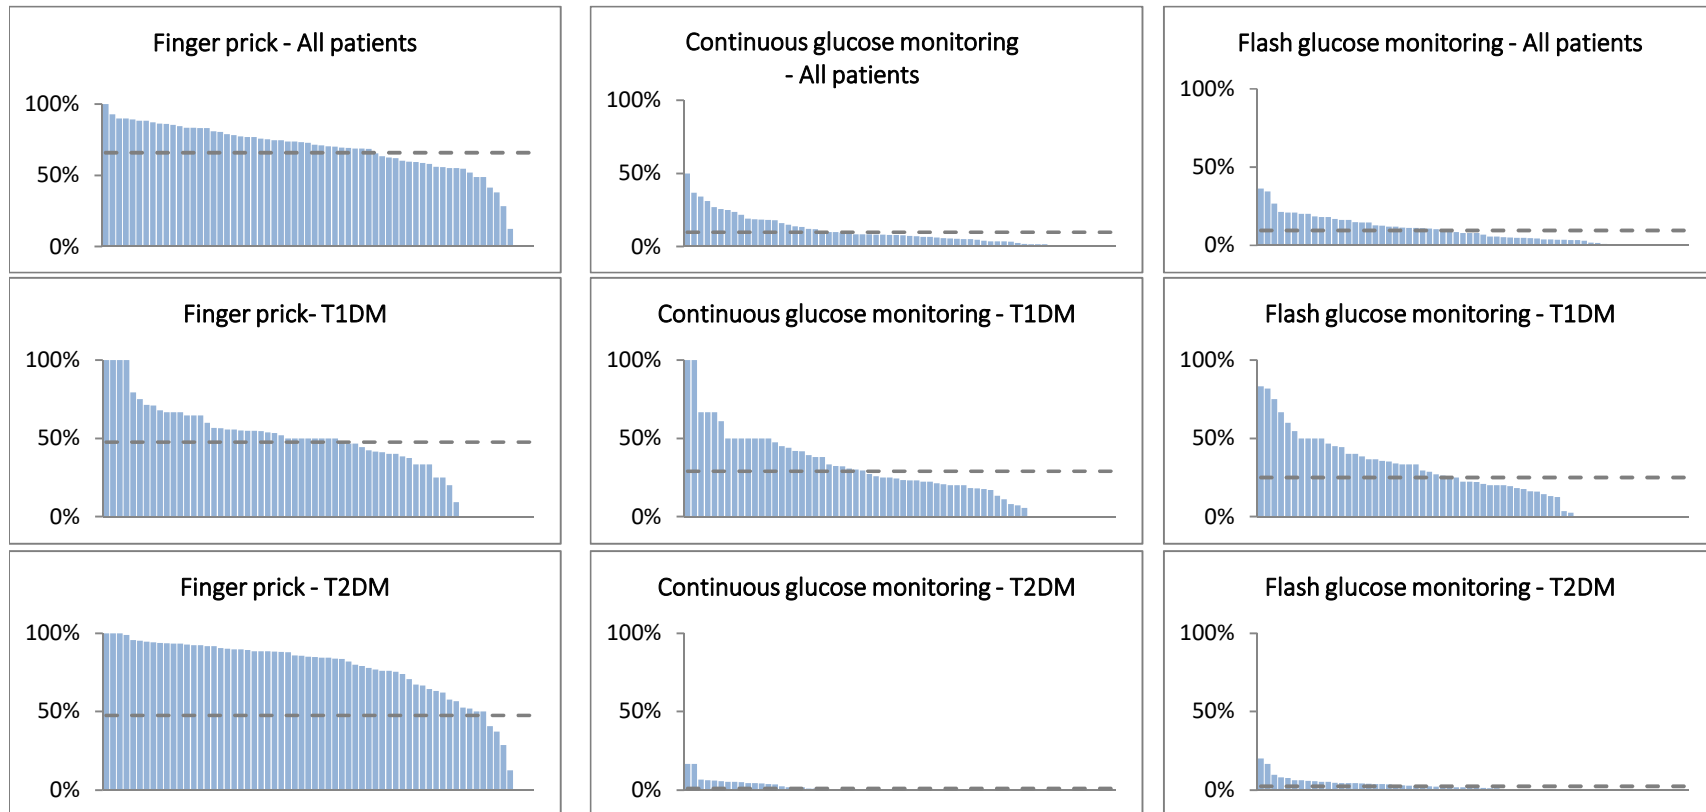 Finger prick - All patients
100%
50%
0%
Continuous glucose monitoring
- All patients
100%
50%
0%
Flash glucose monitoring - All patients
100%
50%
0%
Finger prick- T1DM
100%
50%
0%
Continuous glucose monitoring - T1DM
100%
50%
0%
Flash glucose monitoring - T1DM
100%
50%
0%
Finger prick - T2DM
100%
50%
0%
Continuous glucose monitoring - T2DM
100%
50%
0%
Flash glucose monitoring - T2DM
100%
50%
0%